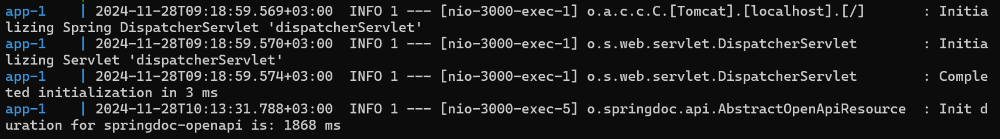 app-1    | 2024-11-28T09:18:59.569+03:00  INFO 1 --- [nio-3000-exec-1] o.a.c.c.C.[Tomcat].[localhost].[/]       : Initia
lizing Spring DispatcherServlet 'dispatcherServlet'
app-1    | 2024-11-28T09:18:59.570+03:00  INFO 1 --- [nio-3000-exec-1] o.s.web.servlet.DispatcherServlet        : Initia
lizing Servlet 'dispatcherServlet'
app-1    | 2024-11-28T09:18:59.574+03:00  INFO 1 --- [nio-3000-exec-1] o.s.web.servlet.DispatcherServlet        : Comple
ted initialization in 3 ms
app-1    | 2024-11-28T10:13:31.788+03:00  INFO 1 --- [nio-3000-exec-5] o.springdoc.api.AbstractOpenApiResource  : Init d
uration for springdoc-openapi is: 1868 ms